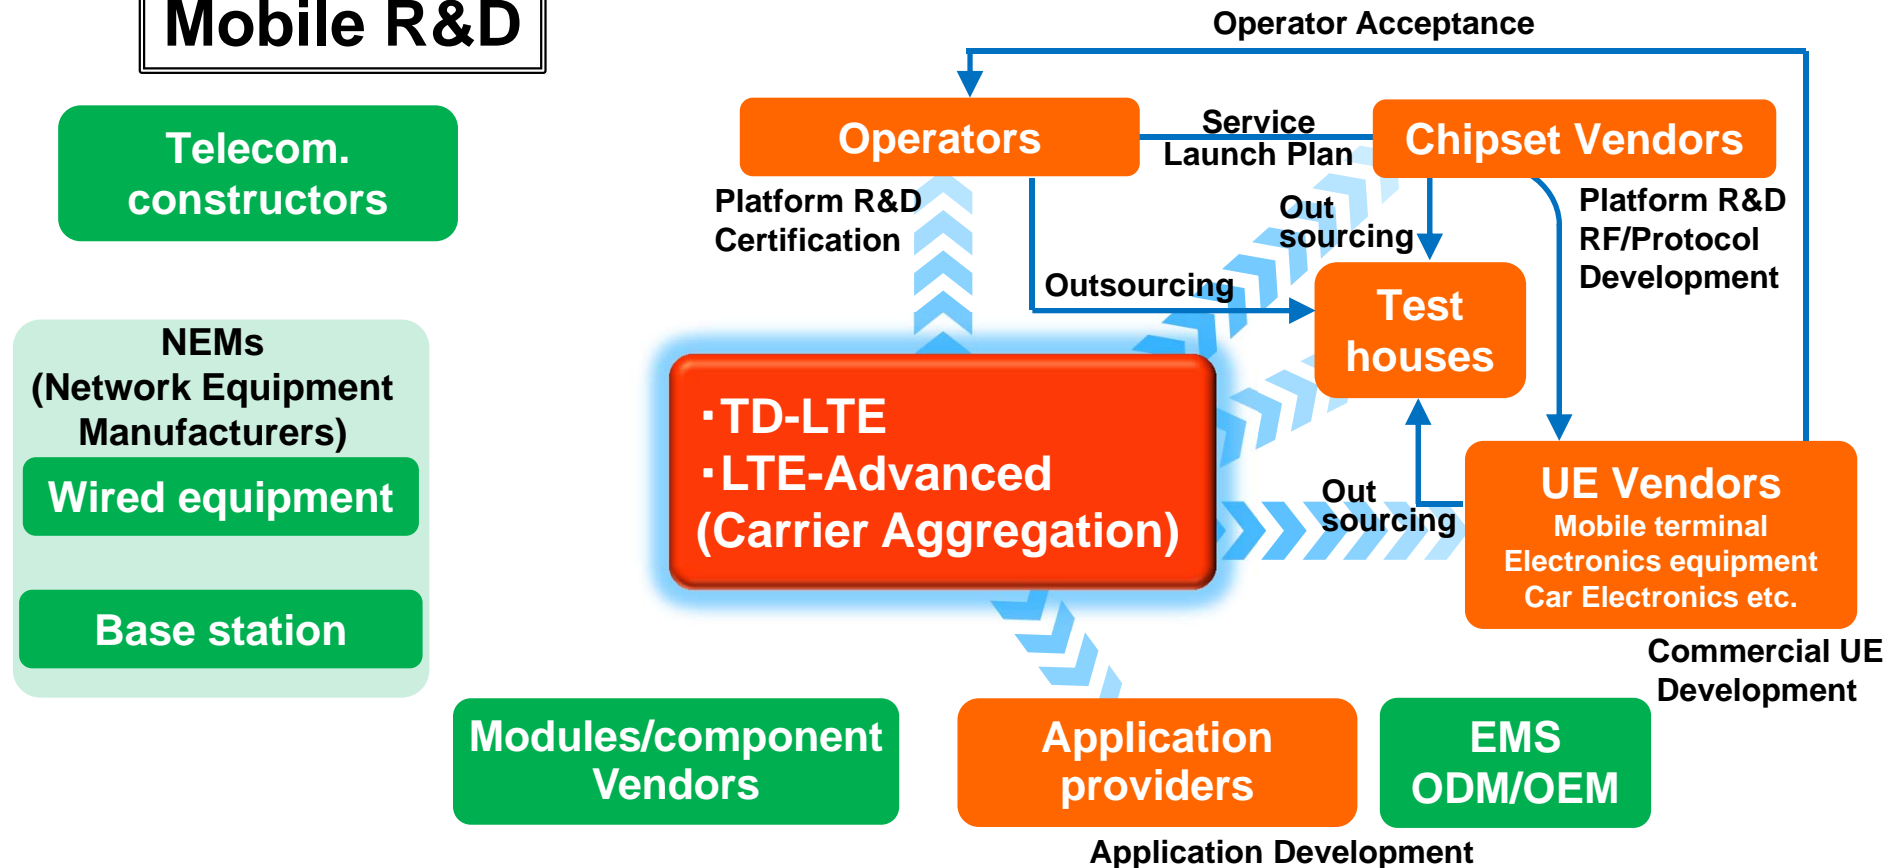 Mobile R&D
Operator Acceptance
Telecom.
constructors
Operators
Service
Launch Plan
Chipset Vendors
Platform R&D
Certification
Out
sourcing
Platform R&D
RF/Protocol
Development
Outsourcing
Test
houses
NEMs
(Network Equipment
Manufacturers)
Wired equipment
Base station
・TD-LTE
・LTE-Advanced
(Carrier Aggregation)
Out
sourcing
UE Vendors
Mobile terminal
Electronics equipment
Car Electronics etc.
Commercial UE
Development
Modules/component
Vendors
Application
providers
EMS
ODM/OEM
Application Development